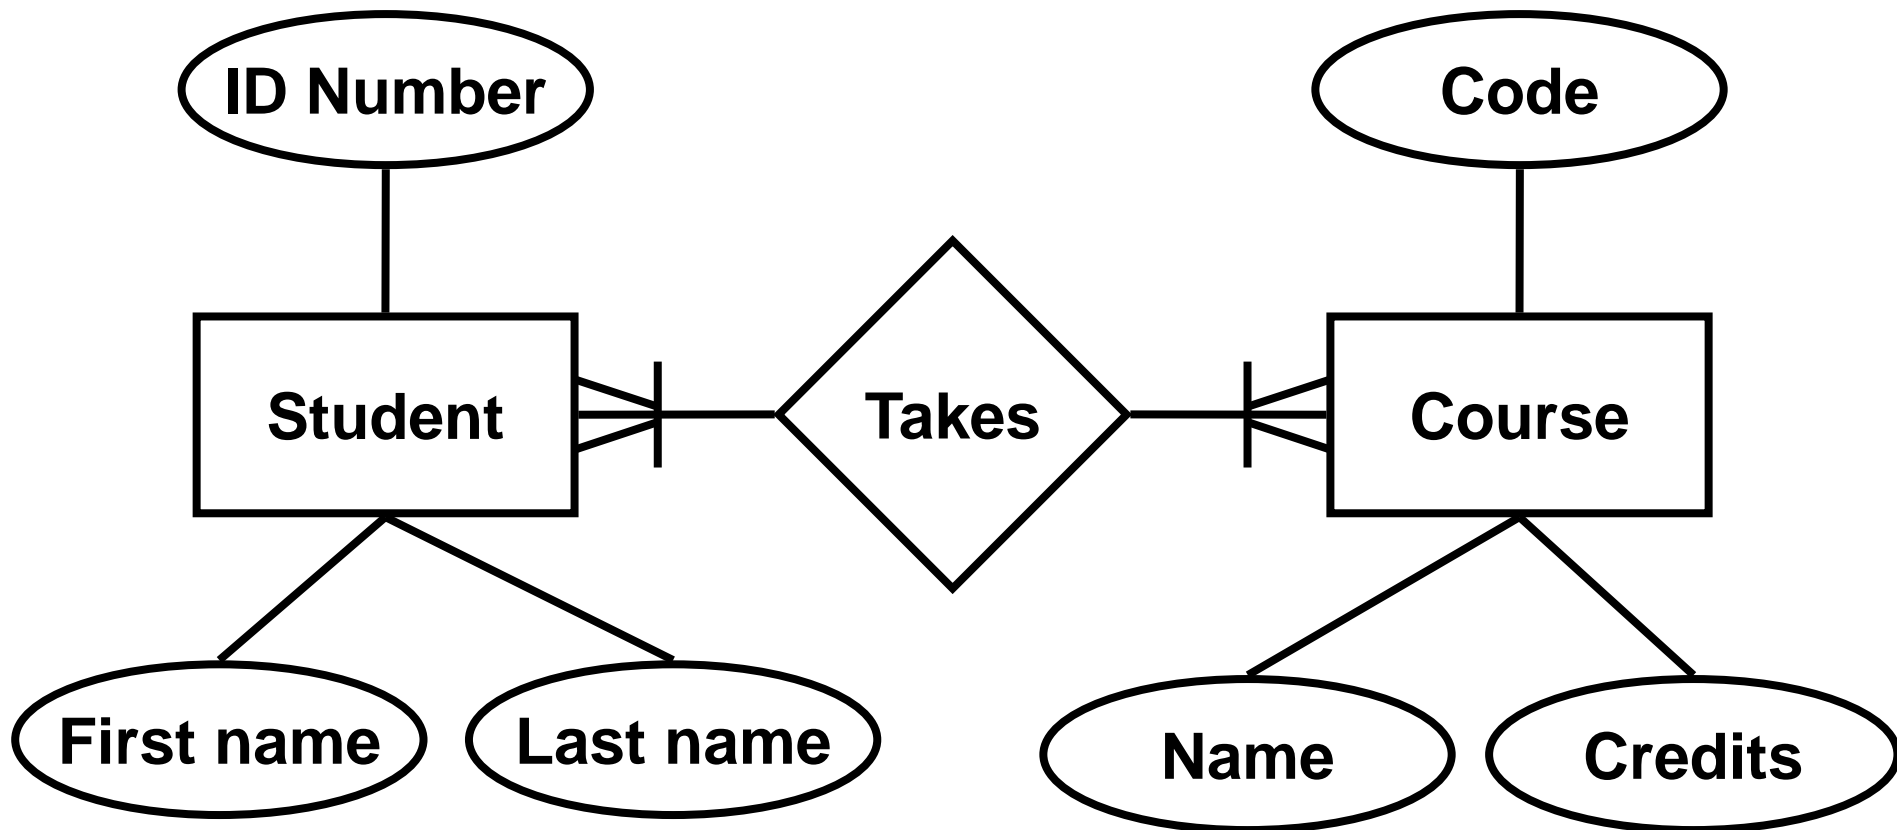 ID Number
Code
Student
Takes
Course
First name
Last name
Name
Credits